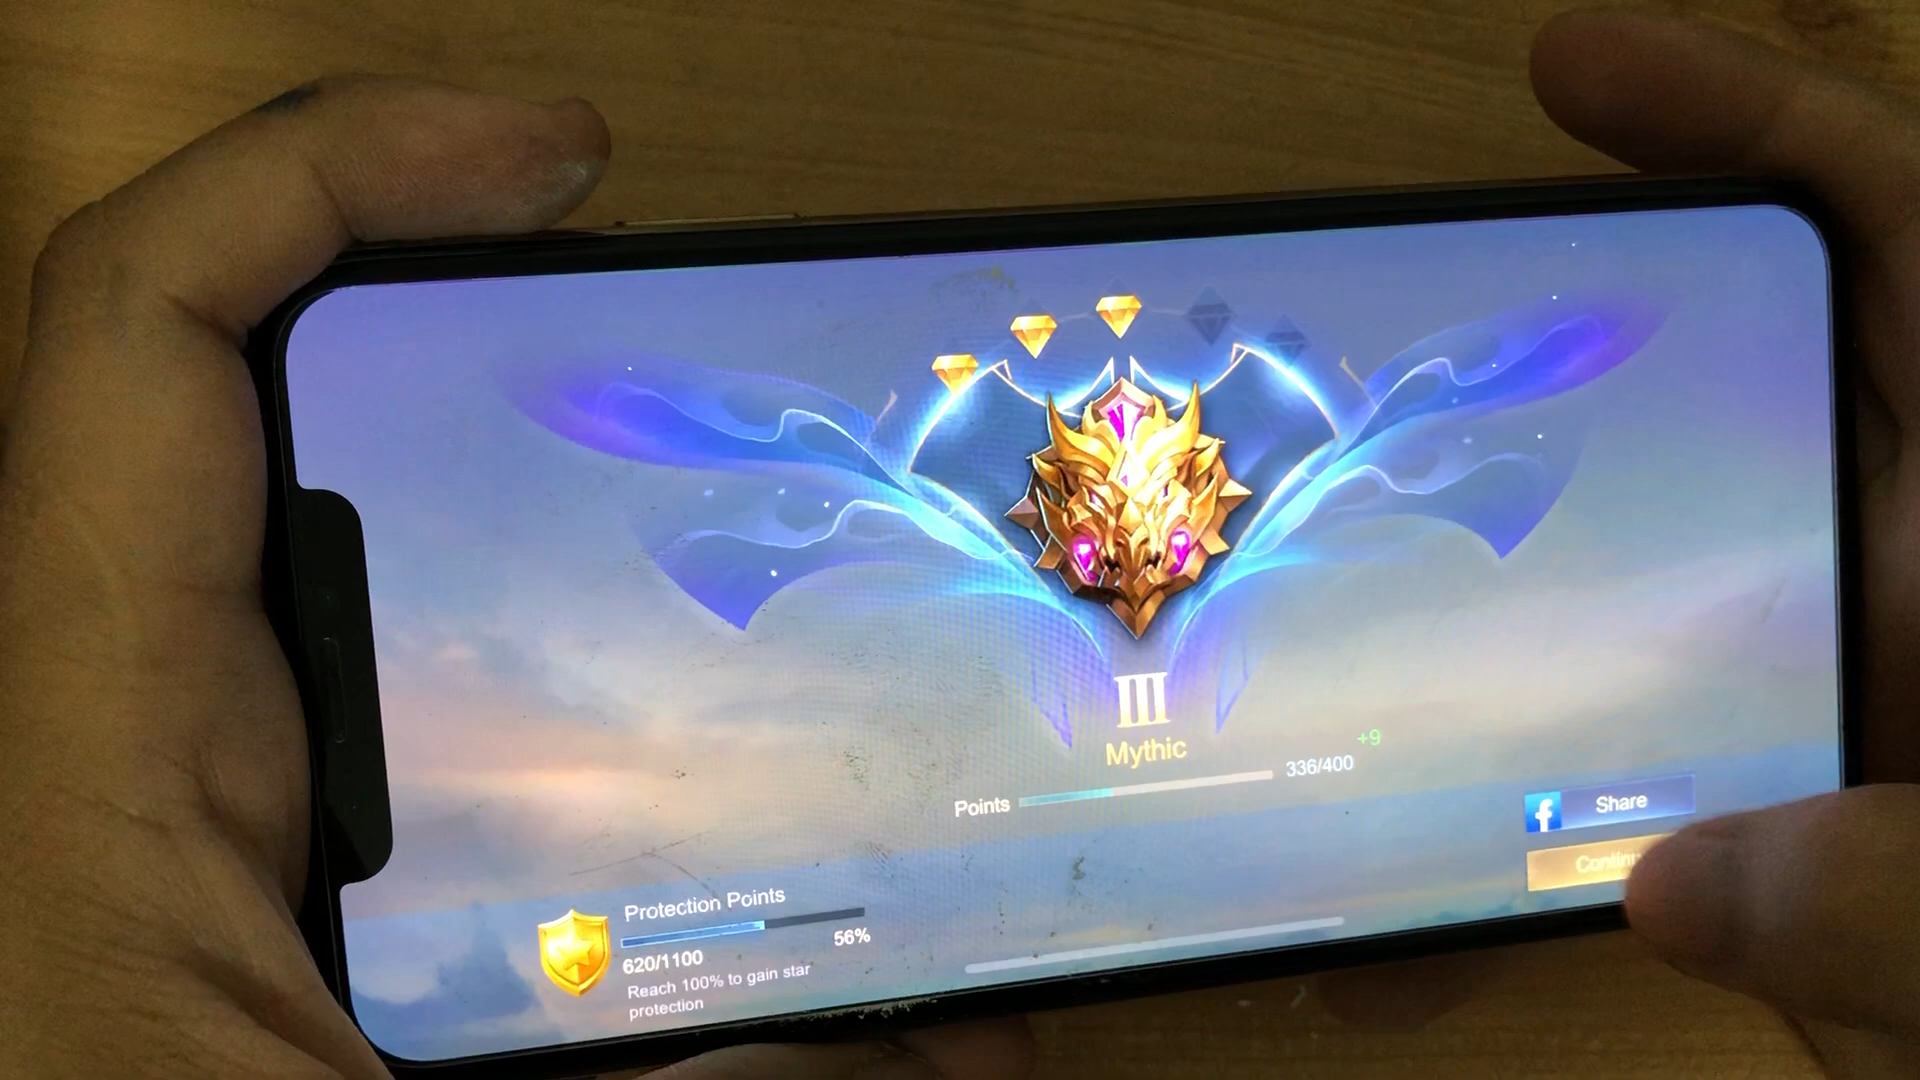 III
Mythic
+9
Points 336/400
Share
Protection Points
56%
620/1100
Reach 100% to gain star
protection